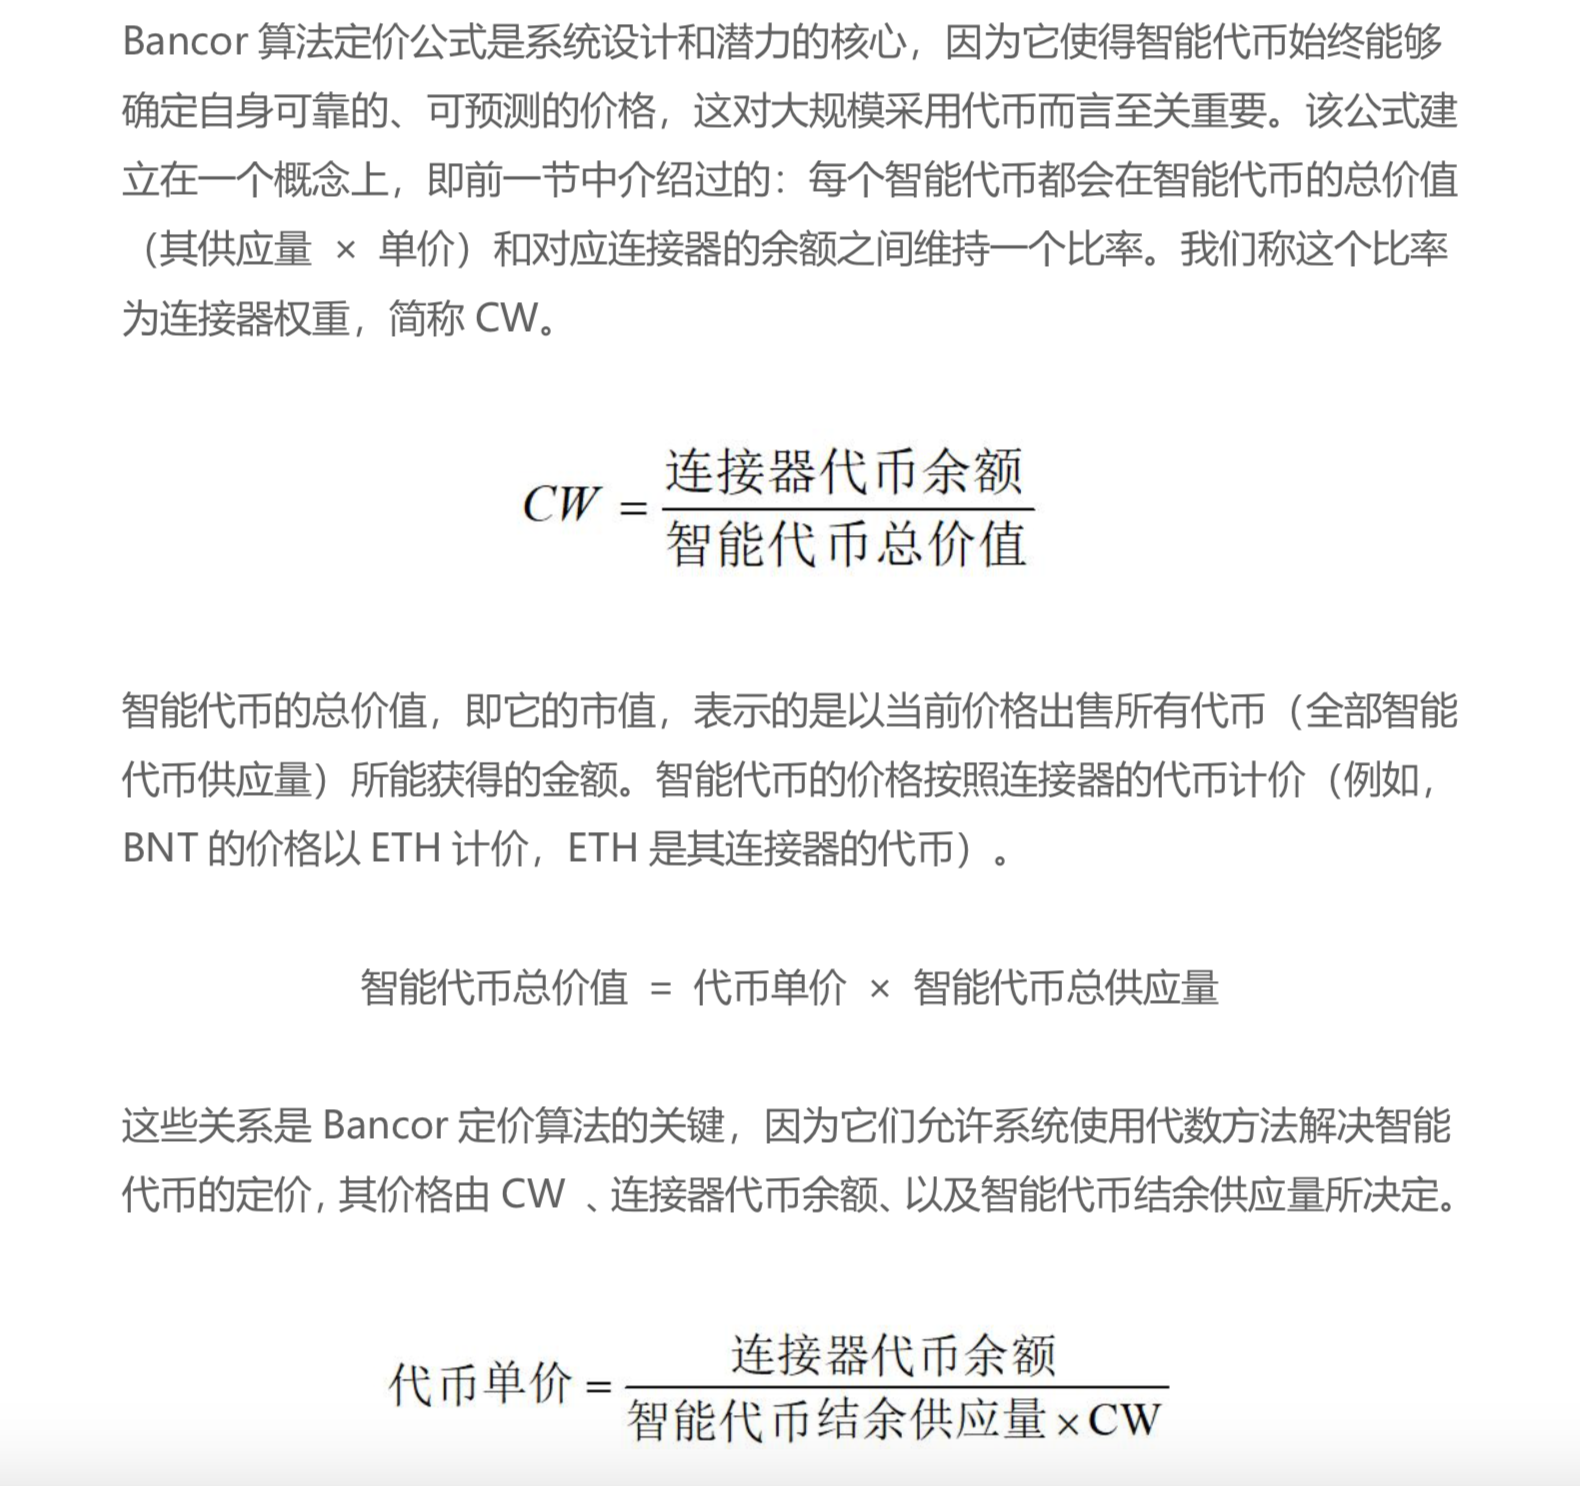 Bancor 算法定价公式是系统设计和潜力的核心，因为它使得智能代币始终能够
确定自身可靠的、可预测的价格，这对大规模采用代币而言至关重要。该公式建
立在一个概念上，即前一节中介绍过的：每个智能代币都会在智能代币的总价值
（其供应量 × 单价）和对应连接器的余额之间维持一个比率。我们称这个比率
为连接器权重，简称 CW。
连接器代币余额
CW =
智能代币总价值
智能代币的总价值，即它的市值，表示的是以当前价格出售所有代币（全部智能
代币供应量）所能获得的金额。智能代币的价格按照连接器的代币计价（例如，
BNT 的价格以 ETH 计价，ETH 是其连接器的代币）。
智能代币总价值 = 代币单价 × 智能代币总供应量
这些关系是 Bancor 定价算法的关键，因为它们允许系统使用代数方法解决智能
代币的定价, 其价格由 CW 、连接器代币余额、以及智能代币结余供应量所决定。
连接器代币余额
代币单价 =
智能代币结余供应量×CW